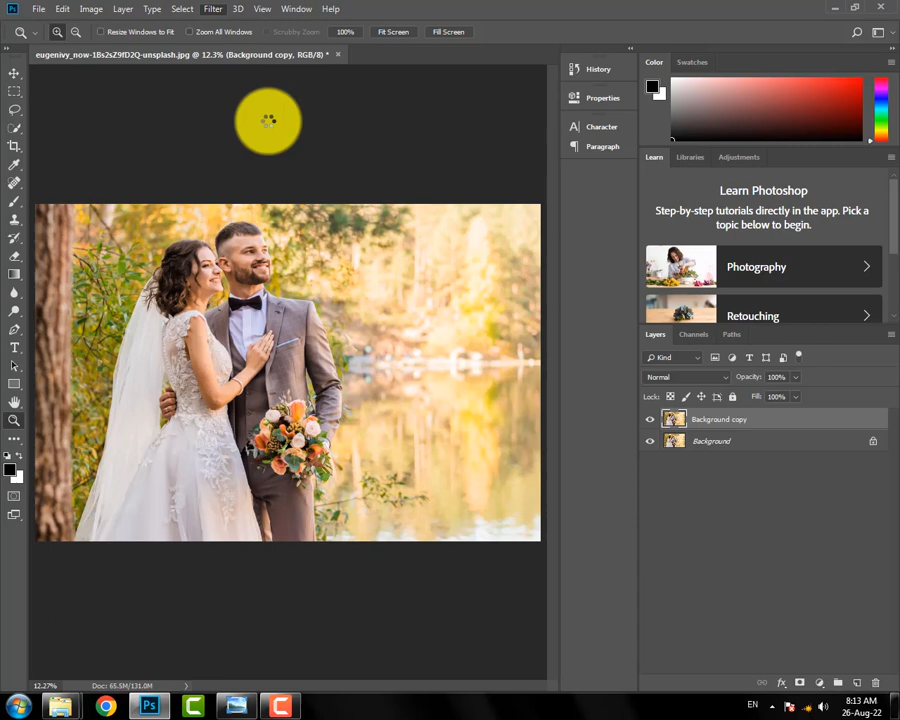 Ps File Edit Image Layer Type Select Filter 3D View Window Help
Resize Windows to Fit Zoom All Windows Scrubby Zoom 100% Fit Screen Fill Screen
eugenivy_now-1Bs2sZ9fD2Q-unsplash.jpg @ 12.3% (Background copy, RGB/8) *
History
Properties
Character
Paragraph
Color Swatches
Learn Libraries Adjustments
Learn Photoshop
Step-by-step tutorials directly in the app. Pick a
topic below to begin.
Photography
Retouching
Layers Channels Paths
Kind
Normal Opacity: 100%
Lock: Fill: 100%
Background copy
Background
12.27% Doc: 65.5M/131.0M
Ps EN 8:13 AM
26-Aug-22